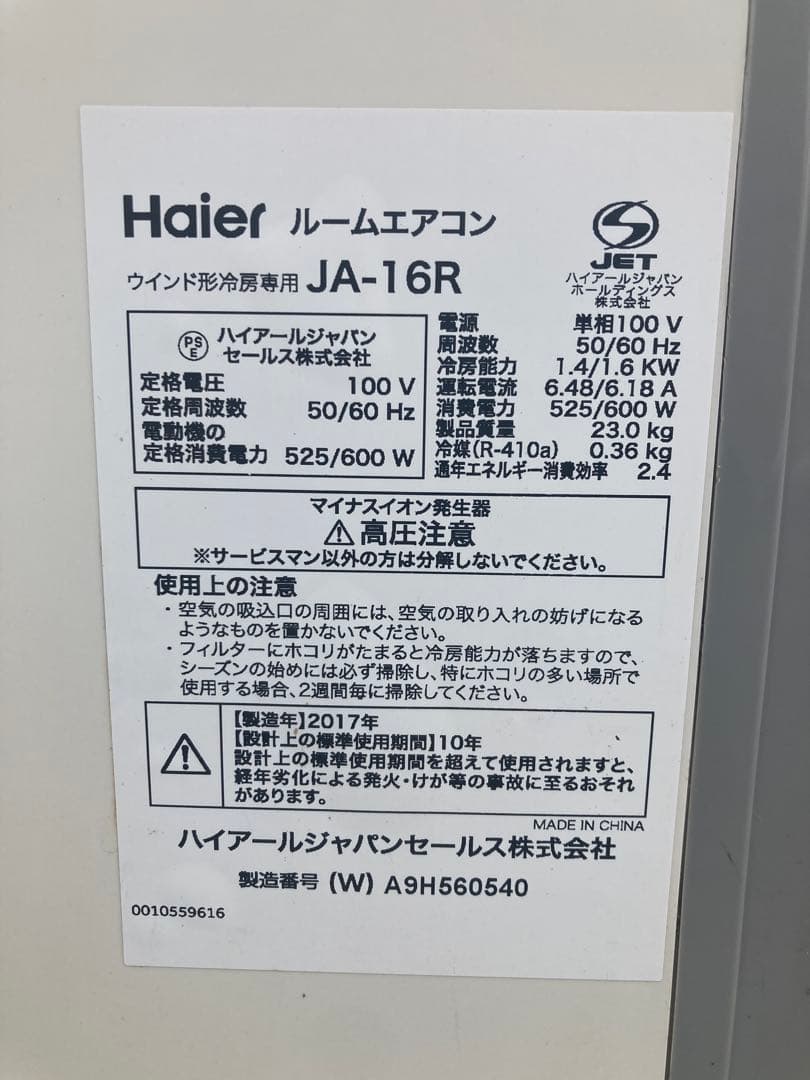 Haier ルームエアコン
ウインド形冷房専用 JA-16R
JET
ハイアールジャパン
ホールディングス
株式会社
PS
E
ハイアールジャパン
セールス株式会社
定格電圧 100 V
定格周波数 50/60 Hz
電動機の
定格消費電力 525/600 W
電源 単相100 V
周波数 50/60 Hz
冷房能力 1.4/1.6 KW
運転電流 6.48/6.18 A
消費電力 525/600 W
製品質量 23.0 kg
冷媒(R-410a) 0.36 kg
通年エネルギー消費効率 2.4
マイナスイオン発生器
⚠高圧注意
※サービスマン以外の方は分解しないでください。
使用上の注意
・空気の吸込口の周囲には、空気の取り入れの妨げになる
ようなものを置かないでください。
・フィルターにホコリがたまると冷房能力が落ちますので、
シーズンの始めには必ず掃除し、特にホコリの多い場所で
使用する場合、2週間毎に掃除してください。
【製造年】2017年
【設計上の標準使用期間】10年
設計上の標準使用期間を超えて使用されますと、
経年劣化による発火・けが等の事故に至るおそれ
があります。
MADE IN CHINA
ハイアールジャパンセールス株式会社
製造番号 (W) A9H560540
0010559616